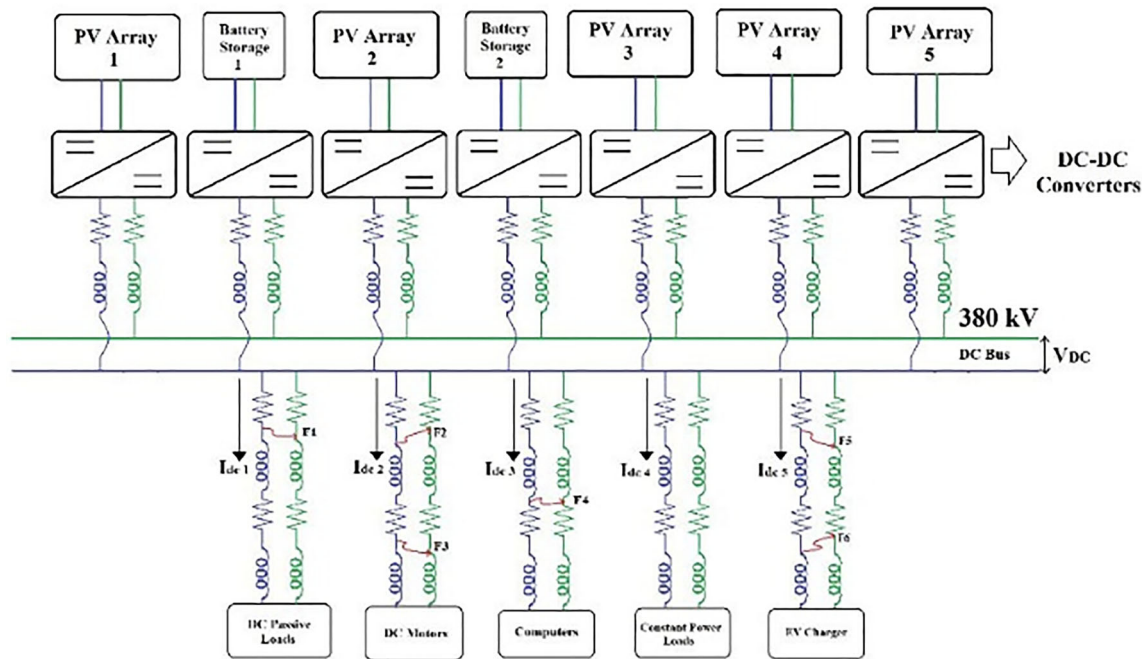 PV Array
1
Battery
Storage
1
PV Array
2
Battery
Storage
2
PV Array
3
PV Array
4
PV Array
5
DC-DC
Converters
380 kV
DC Bus
VDC
F1
F2
F5
Idc 1
Idc 2
Idc 3
Idc 4
Idc 5
F4
F3
F6
DC Passive
Loads
DC Motors
Computers
Constant Power
Loads
EV Charger